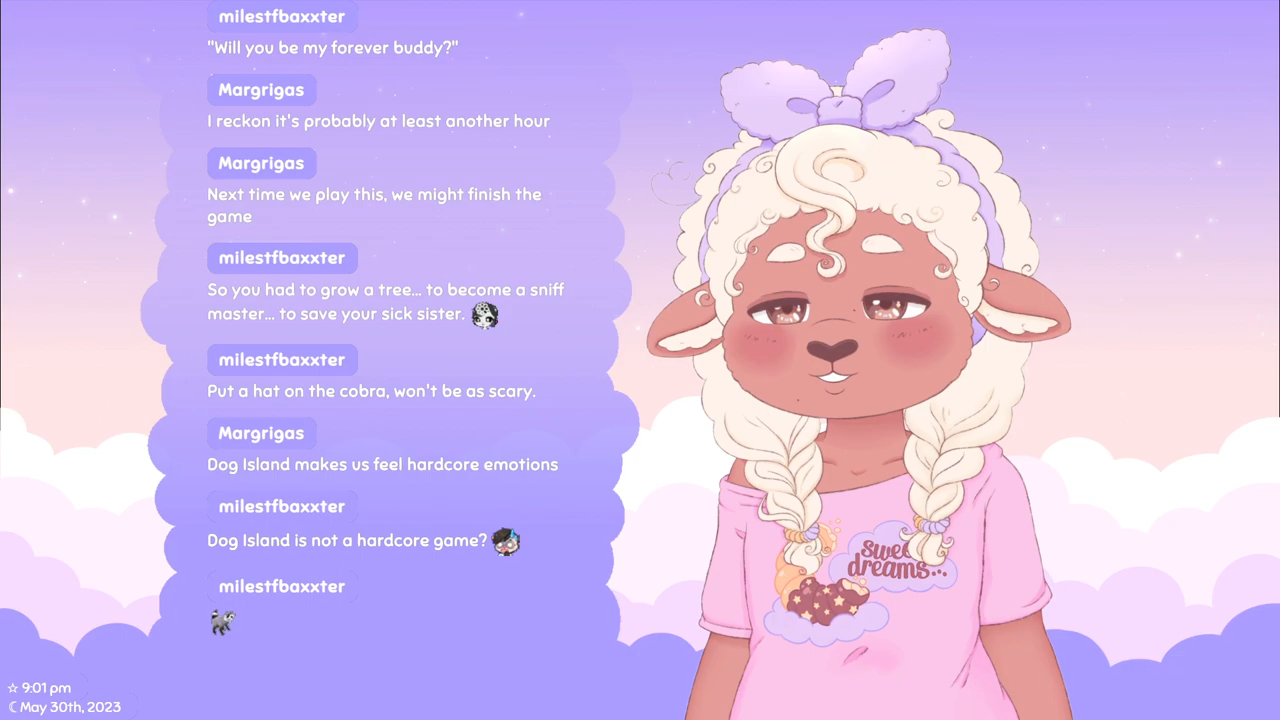 milestfbaxxter
"Will you be my forever buddy?"
Margrigas
I reckon it's probably at least another hour
Margrigas
Next time we play this, we might finish the
game
milestfbaxxter
So you had to grow a tree... to become a sniff
master... to save your sick sister.
milestfbaxxter
Put a hat on the cobra, won't be as scary.
Margrigas
Dog Island makes us feel hardcore emotions
milestfbaxxter
Dog Island is not a hardcore game?
milestfbaxxter
sweet
dreams...
☆ 9:01 pm
☾ May 30th, 2023